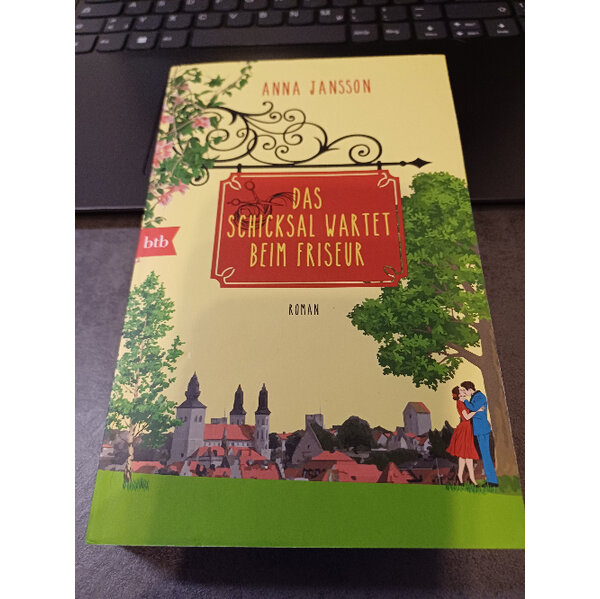 ANNA JANSSON
DAS
SCHICKSAL WARTET
BEIM FRISEUR
btb
ROMAN